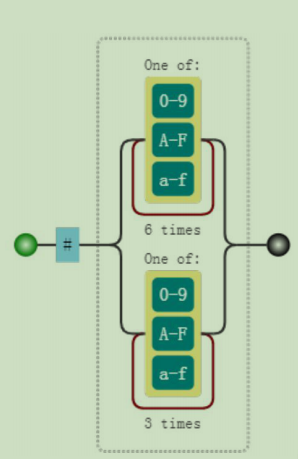 One of:
0-9
A-F
a-f
6 times
#
One of:
0-9
A-F
a-f
3 times